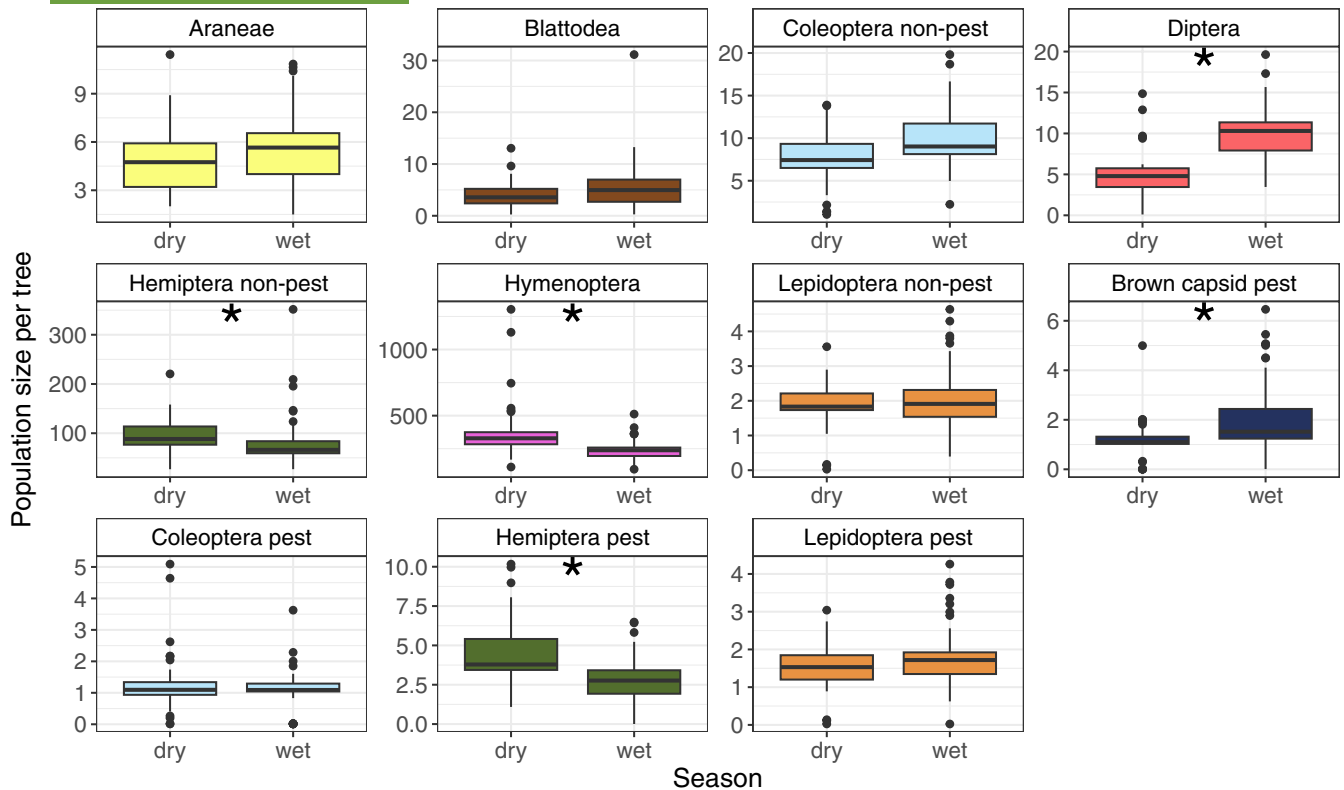 Araneae
Blattodea
Coleoptera non-pest
Diptera
9
6
3
30
20
10
0
20
15
10
5
20
15
10
5
0
*
dry wet
dry wet
dry wet
dry wet
Hemiptera non-pest
Hymenoptera
Lepidoptera non-pest
Brown capsid pest
300
200
100
*
1000
500
*
4
3
2
1
0
6
4
2
0
*
dry wet
dry wet
dry wet
dry wet
Coleoptera pest
Hemiptera pest
Lepidoptera pest
5
4
3
2
1
0
10.0
7.5
5.0
2.5
0.0
*
4
3
2
1
0
dry wet
dry wet
dry wet
Population size per tree
Season